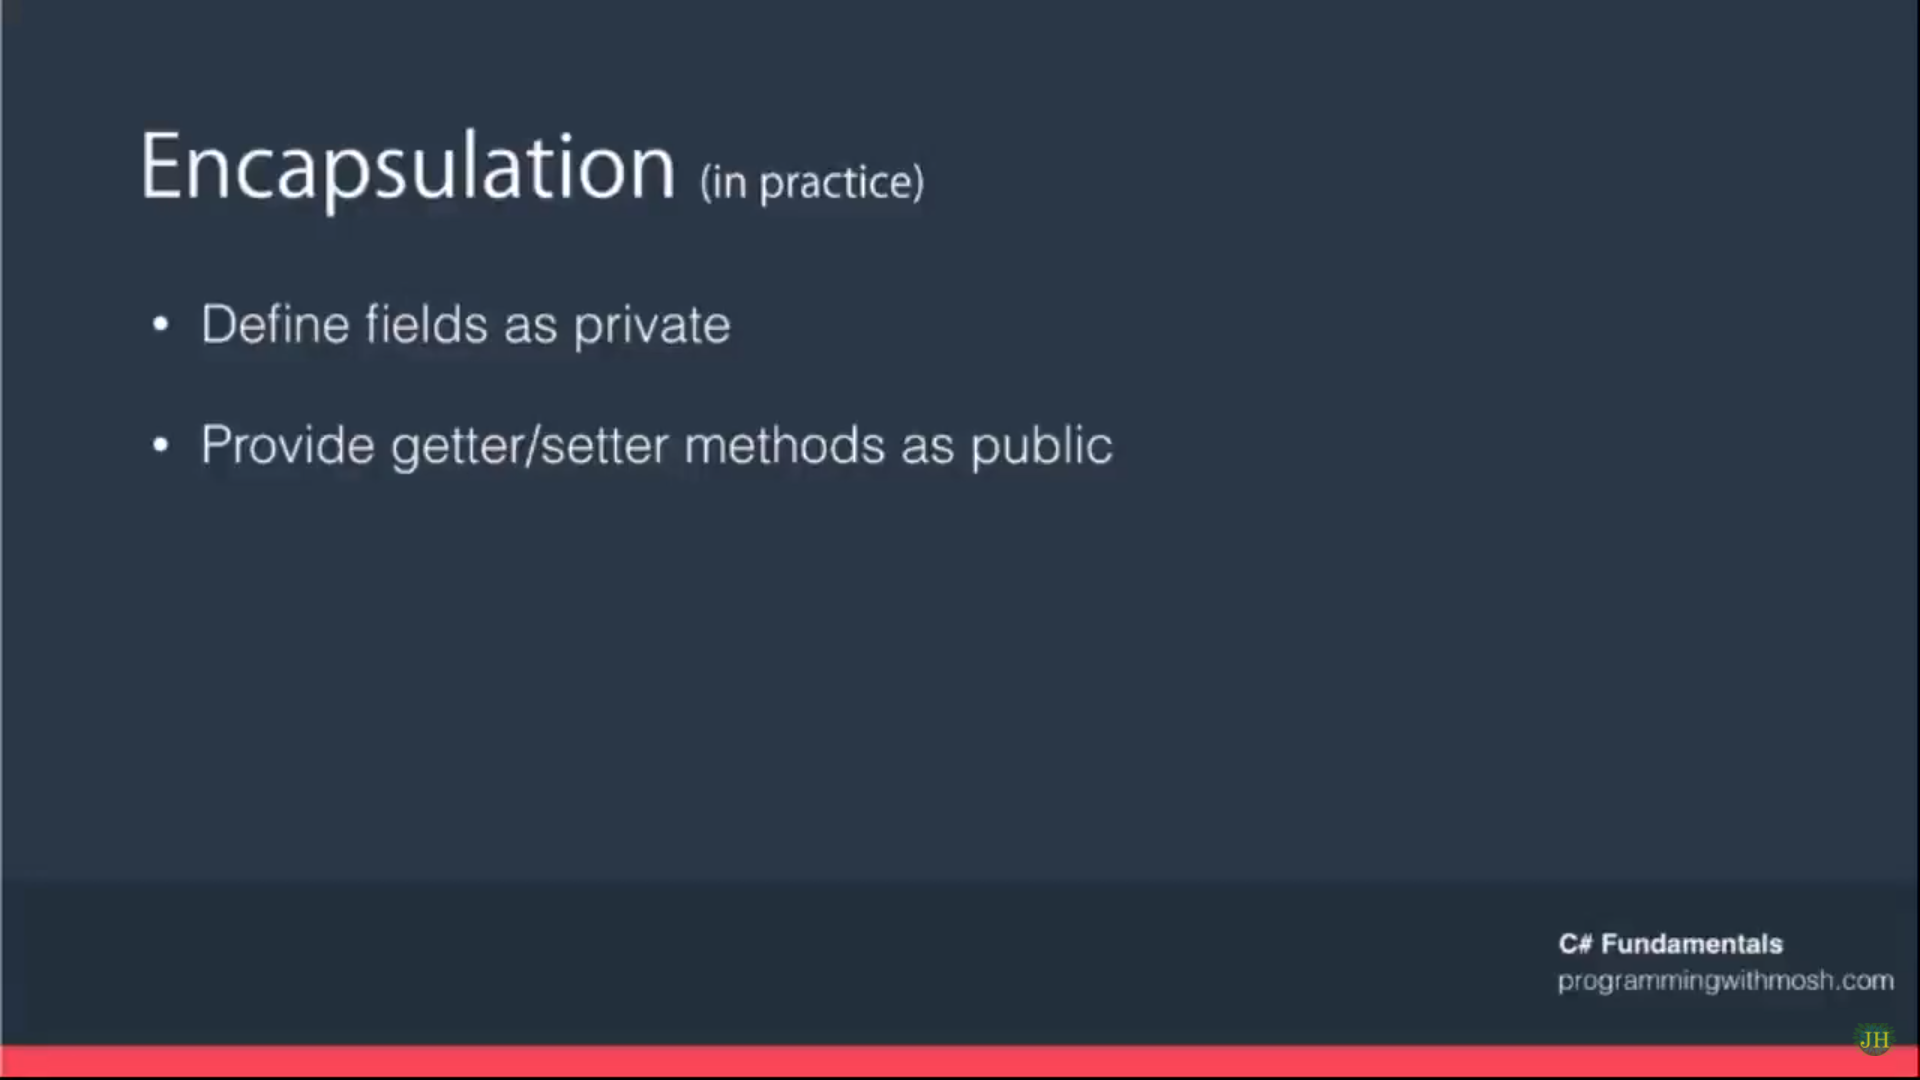 Encapsulation (in practice)
• Define fields as private
• Provide getter/setter methods as public
C# Fundamentals
programmingwithmosh.com
JH